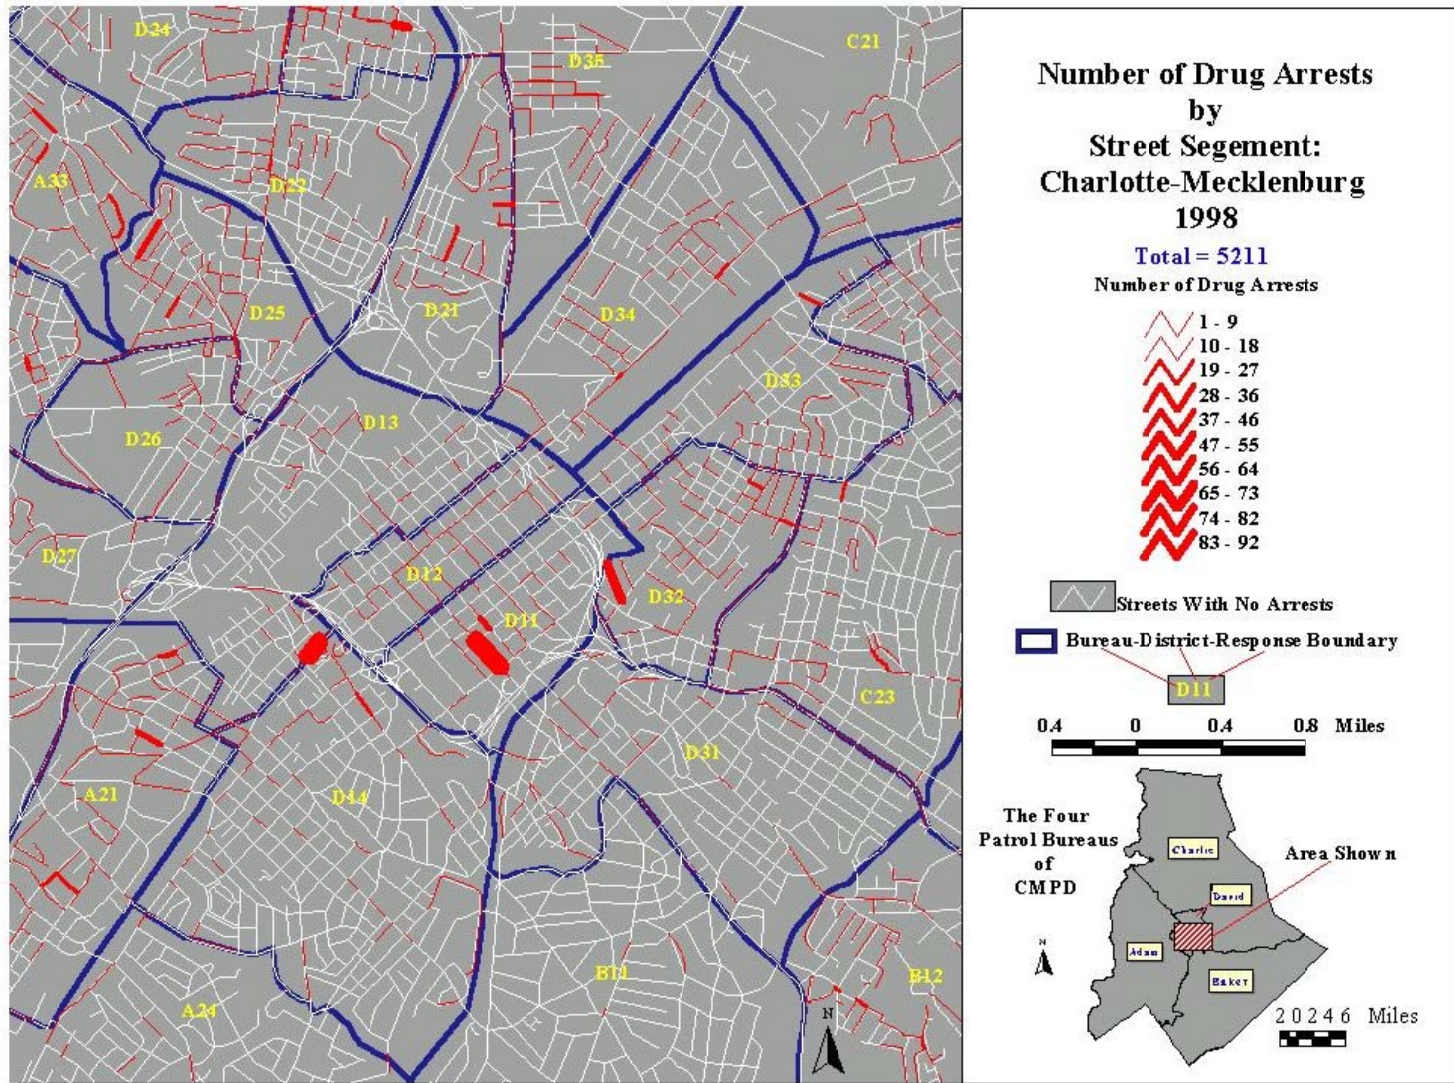 D24
D35
C21
A33
D22
D25
D21
D34
D33
D26
D13
D27
D12
D11
D32
C23
D31
A21
D14
B11
B12
A24
N
Number of Drug Arrests
by
Street Segement:
Charlotte-Mecklenburg
1998
Total = 5211
Number of Drug Arrests
1 - 9
10 - 18
19 - 27
28 - 36
37 - 46
47 - 55
56 - 64
65 - 73
74 - 82
83 - 92
Streets With No Arrests
Bureau-District-Response Boundary
D11
0.4 0 0.4 0.8 Miles
The Four
Patrol Bureaus
of
CMPD
Area Shown
Charlie
David
Adam
Baker
N
2 0 2 4 6 Miles